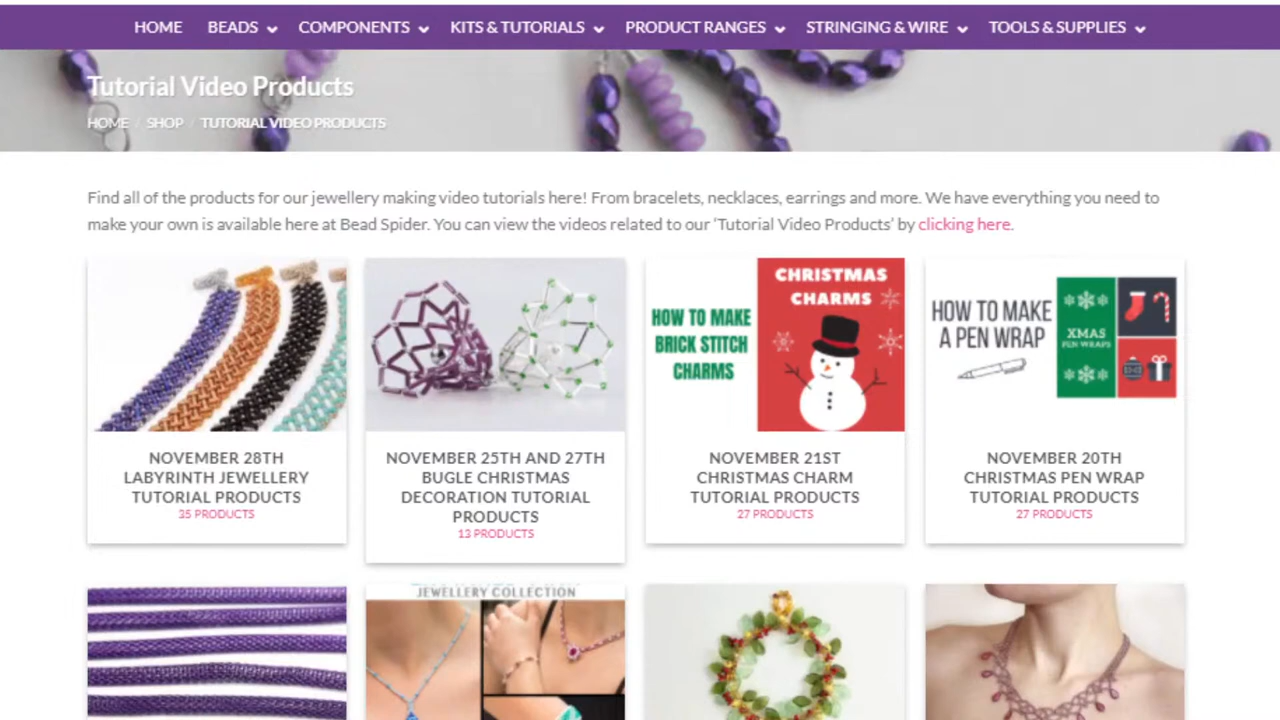 HOME BEADS COMPONENTS KITS & TUTORIALS PRODUCT RANGES STRINGING & WIRE TOOLS & SUPPLIES
Tutorial Video Products
HOME / SHOP / TUTORIAL VIDEO PRODUCTS
Find all of the products for our jewellery making video tutorials here! From bracelets, necklaces, earrings and more. We have everything you need to
make your own is available here at Bead Spider. You can view the videos related to our 'Tutorial Video Products' by clicking here.
NOVEMBER 28TH
LABYRINTH JEWELLERY
TUTORIAL PRODUCTS
35 PRODUCTS
NOVEMBER 25TH AND 27TH
BUGLE CHRISTMAS
DECORATION TUTORIAL
PRODUCTS
13 PRODUCTS
HOW TO MAKE
BRICK STITCH
CHARMS
CHRISTMAS
CHARMS
NOVEMBER 21ST
CHRISTMAS CHARM
TUTORIAL PRODUCTS
27 PRODUCTS
HOW TO MAKE
A PEN WRAP
XMAS
PEN WRAPS
NOVEMBER 20TH
CHRISTMAS PEN WRAP
TUTORIAL PRODUCTS
27 PRODUCTS
JEWELLERY COLLECTION